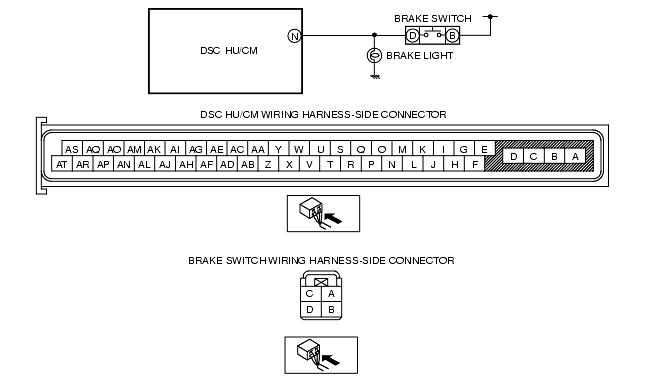 BRAKE SWITCH
DSC HU/CM
N
D
B
BRAKE LIGHT
DSC HU/CM WIRING HARNESS-SIDE CONNECTOR
AS AQ AO AM AK AI AG AE AC AA Y W U S Q O M K I G E
D C B A
AT AR AP AN AL AJ AH AF AD AB Z X V T R P N L J H F
BRAKE SWITCH WIRING HARNESS-SIDE CONNECTOR
C A
D B